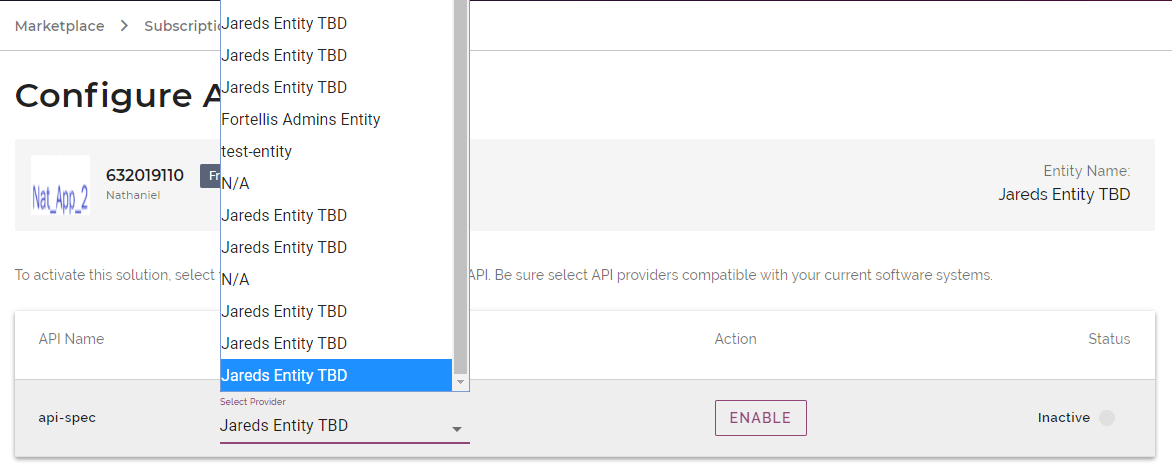 Marketplace > Subscripti
Configure A
Nat_App_2
632019110
Fr
Nathaniel
Entity Name:
Jareds Entity TBD
To activate this solution, select
API. Be sure select API providers compatible with your current software systems.
Jareds Entity TBD
Jareds Entity TBD
Jareds Entity TBD
Fortellis Admins Entity
test-entity
N/A
Jareds Entity TBD
Jareds Entity TBD
N/A
Jareds Entity TBD
Jareds Entity TBD
Jareds Entity TBD
API Name
Action
Status
api-spec
Select Provider
Jareds Entity TBD
ENABLE
Inactive